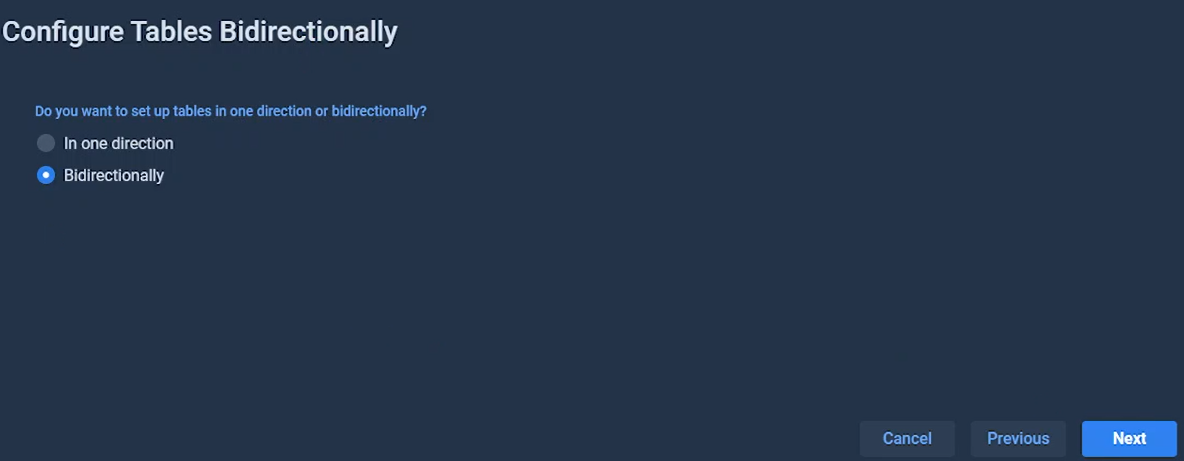 Configure Tables Bidirectionally
Do you want to set up tables in one direction or bidirectionally?
In one direction
Bidirectionally
Cancel Previous Next